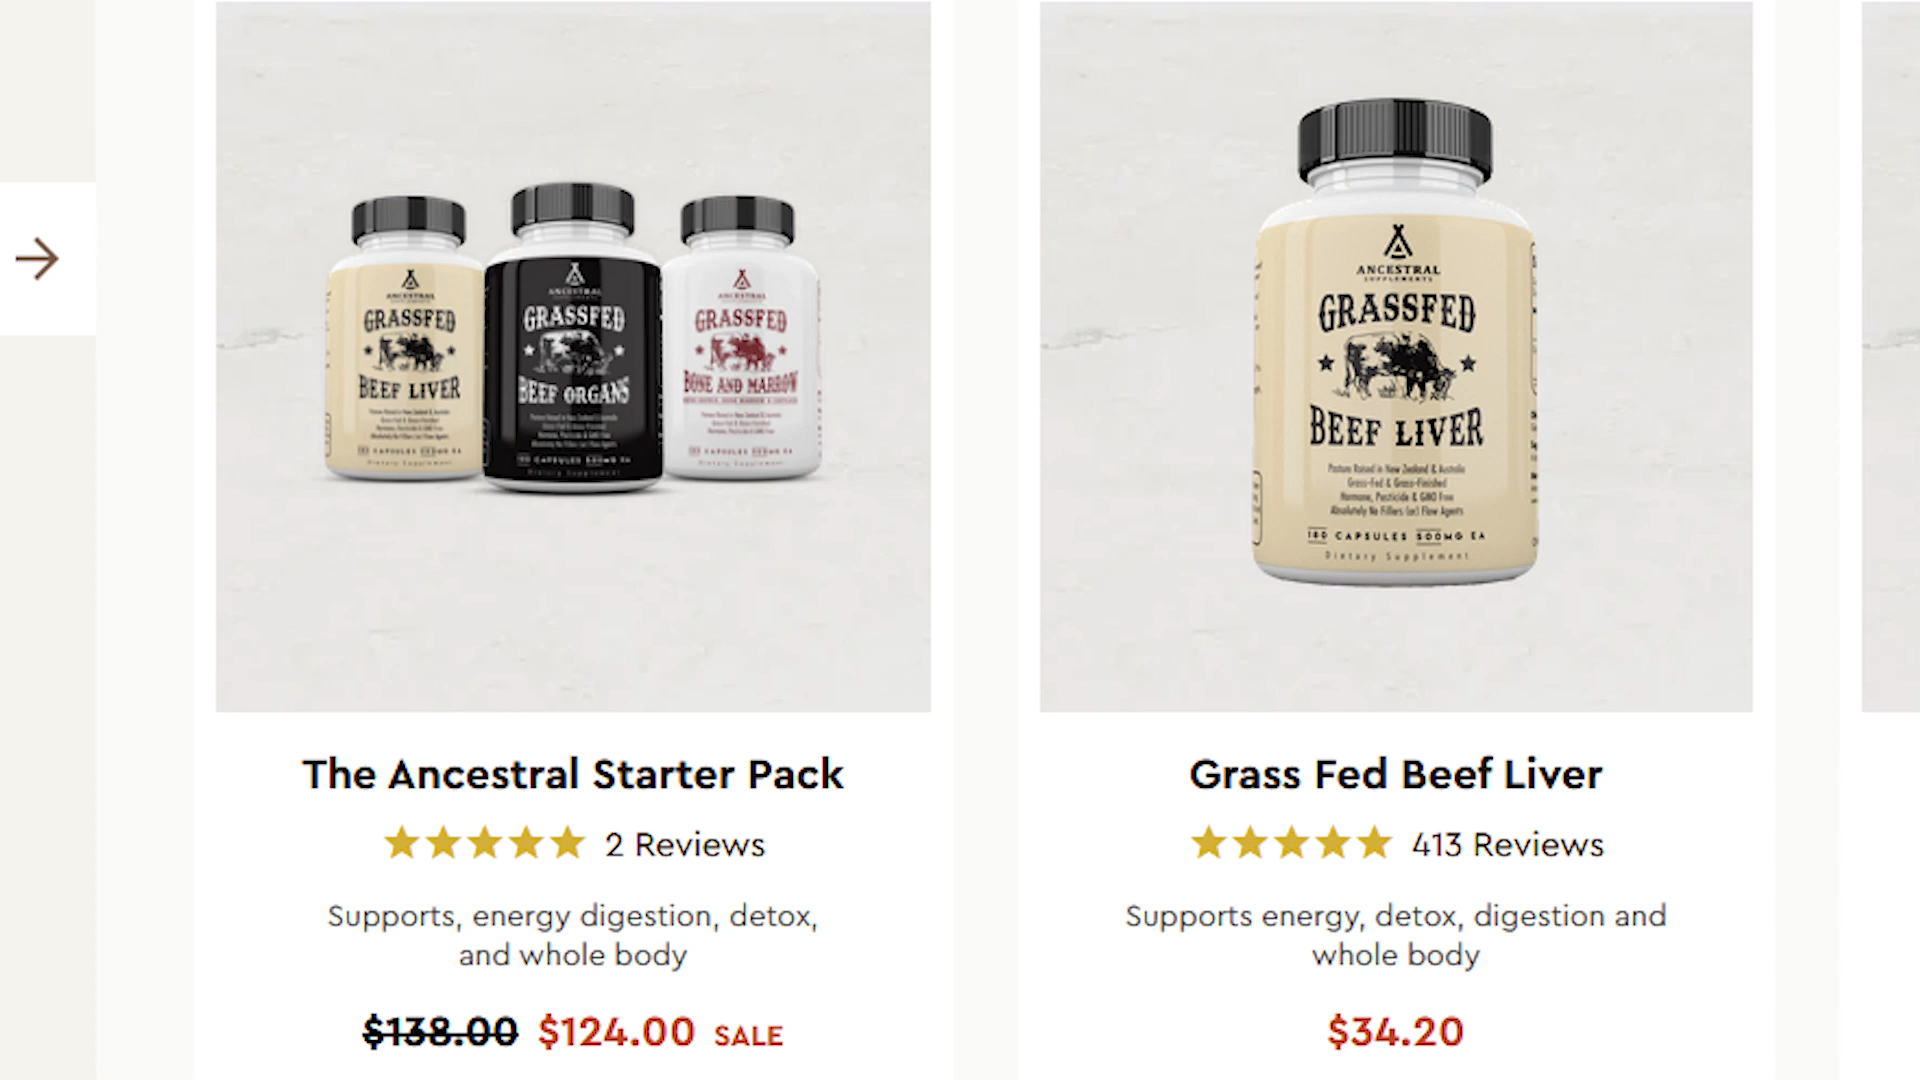 ANCESTRAL
GRASSFED
BEEF LIVER
ANCESTRAL
GRASSFED
BEEF ORGANS
ANCESTRAL
GRASSFED
BONE AND MARROW
ANCESTRAL
SUPPLEMENTS
GRASSFED
BEEF LIVER
Pasture Raised in New Zealand & Australia
Grass-Fed & Grass-Finished
Hormone, Pesticide & GMO Free
Absolutely No Fillers (or) Flow Agents
180 CAPSULES 500MG EA
Dietary Supplement
The Ancestral Starter Pack
2 Reviews
Supports, energy digestion, detox,
and whole body
$138.00 $124.00 SALE
Grass Fed Beef Liver
413 Reviews
Supports energy, detox, digestion and
whole body
$34.20